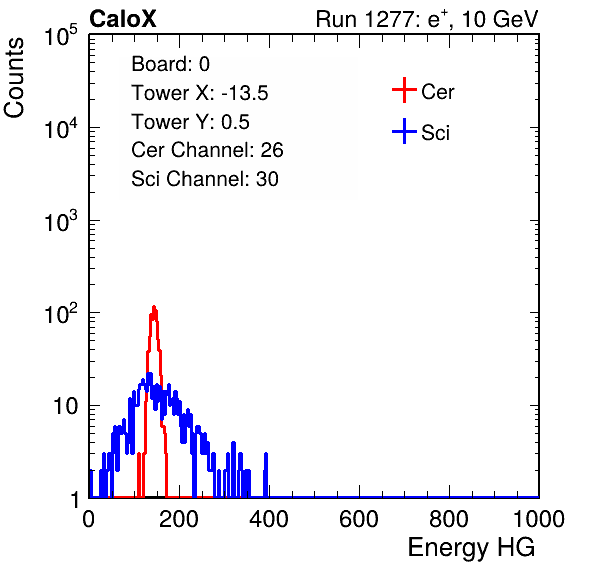 CaloX
Run 1277: e⁺, 10 GeV
Counts
Board: 0
Tower X: -13.5
Tower Y: 0.5
Cer Channel: 26
Sci Channel: 30
Cer
Sci
10⁵
10⁴
10³
10²
10
1
0 200 400 600 800 1000
Energy HG